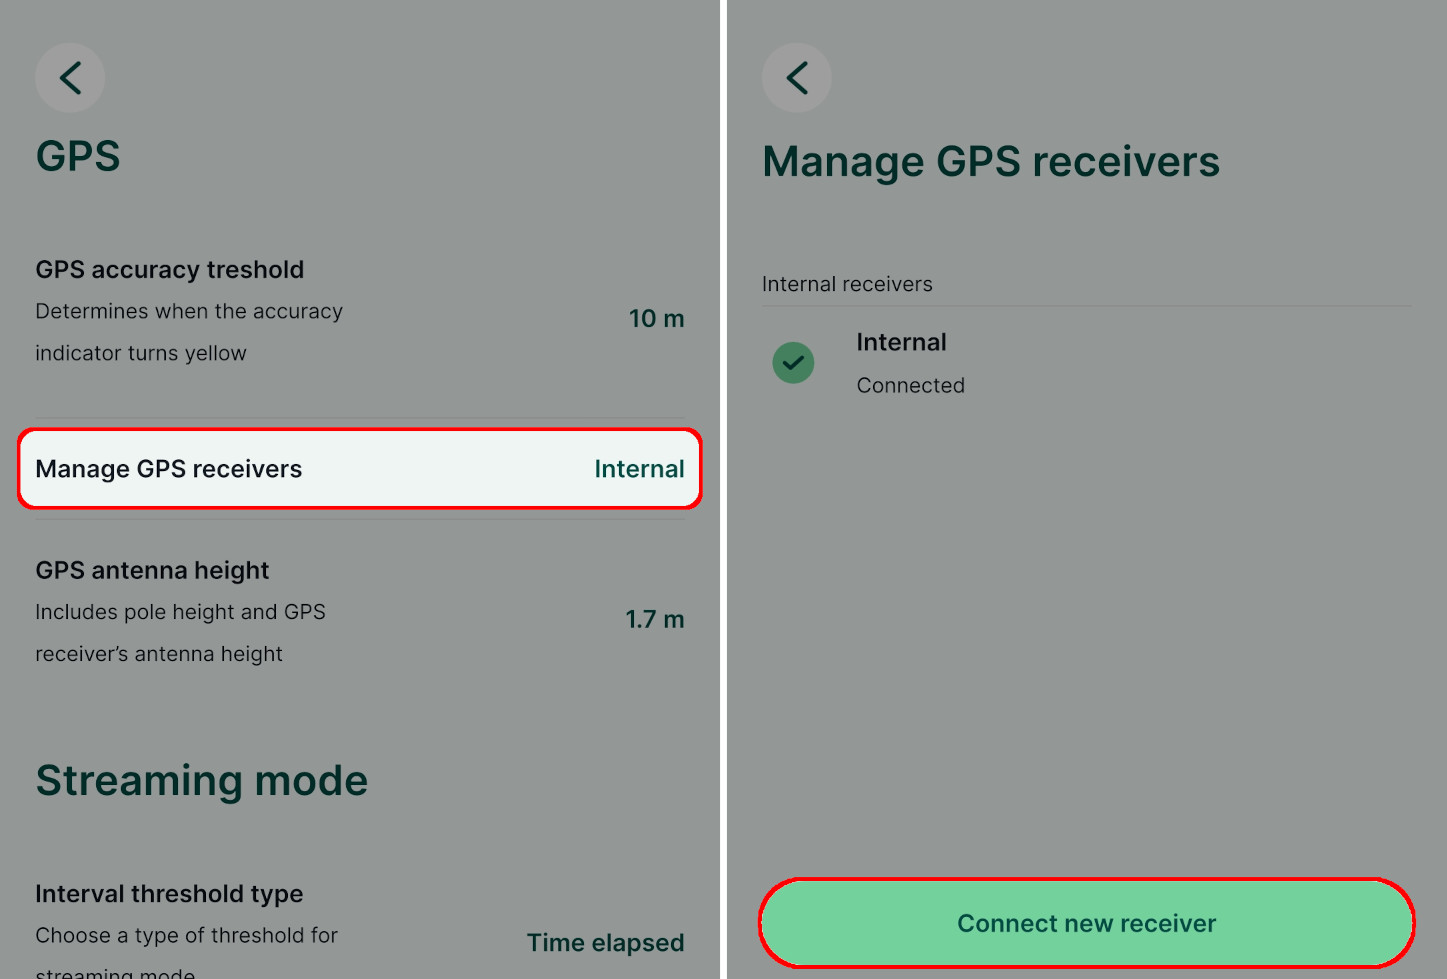 GPS
GPS accuracy treshold
Determines when the accuracy
indicator turns yellow
10 m
Manage GPS receivers
Internal
GPS antenna height
Includes pole height and GPS
receiver's antenna height
1.7 m
Streaming mode
Interval threshold type
Choose a type of threshold for
streaming mode
Time elapsed
Manage GPS receivers
Internal receivers
Internal
Connected
Connect new receiver